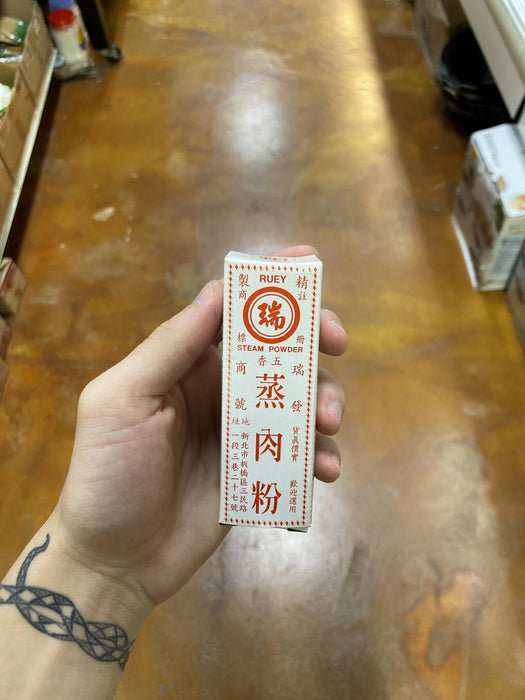 RUEY
精製
註冊
商標
瑞
STEAM POWDER
五香
蒸肉粉
瑞發
商號
貨眞價實
歡迎選用
地址
新北市板橋區三民路
一段三巷二十七號